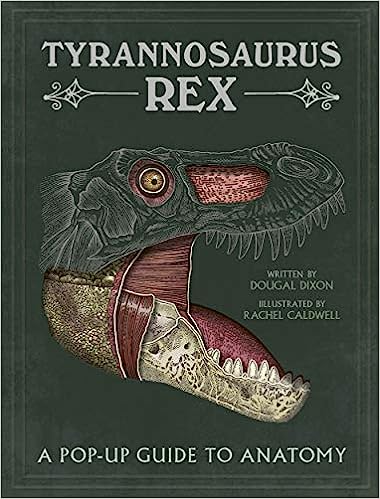 TYRANNOSAURUS
REX
WRITTEN BY
DOUGAL DIXON
ILLUSTRATED BY
RACHEL CALDWELL
A POP-UP GUIDE TO ANATOMY